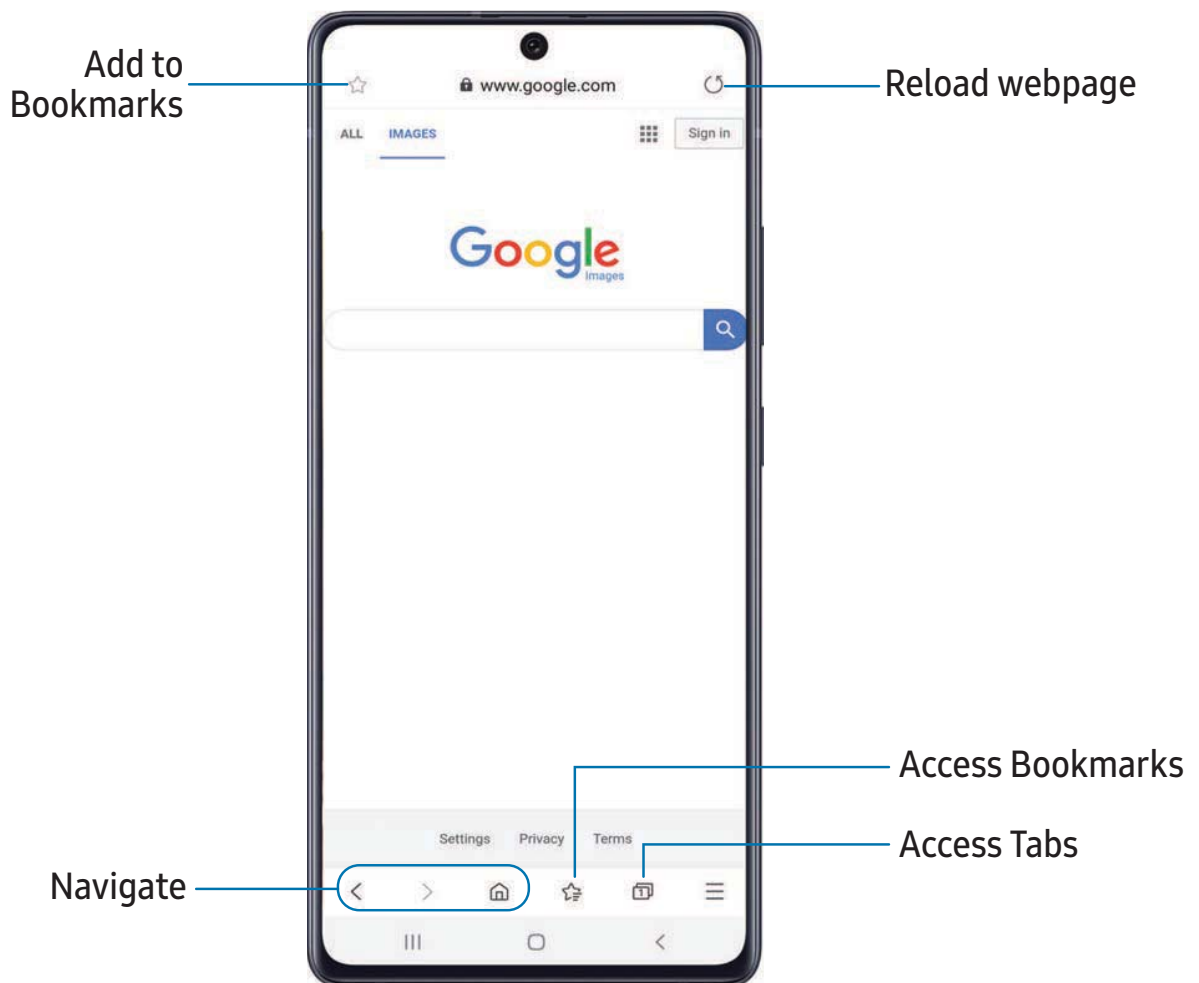 Add to
Bookmarks
www.google.com
Reload webpage
ALL IMAGES
Sign in
Google
Images
Access Bookmarks
Settings Privacy Terms
Access Tabs
Navigate
1